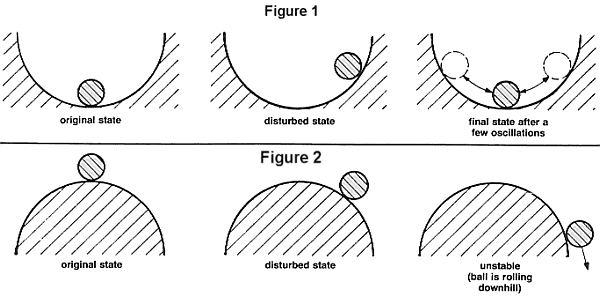 Figure 1
original state
disturbed state
final state after a
few oscillations
Figure 2
original state
disturbed state
unstable
(ball is rolling
downhill)